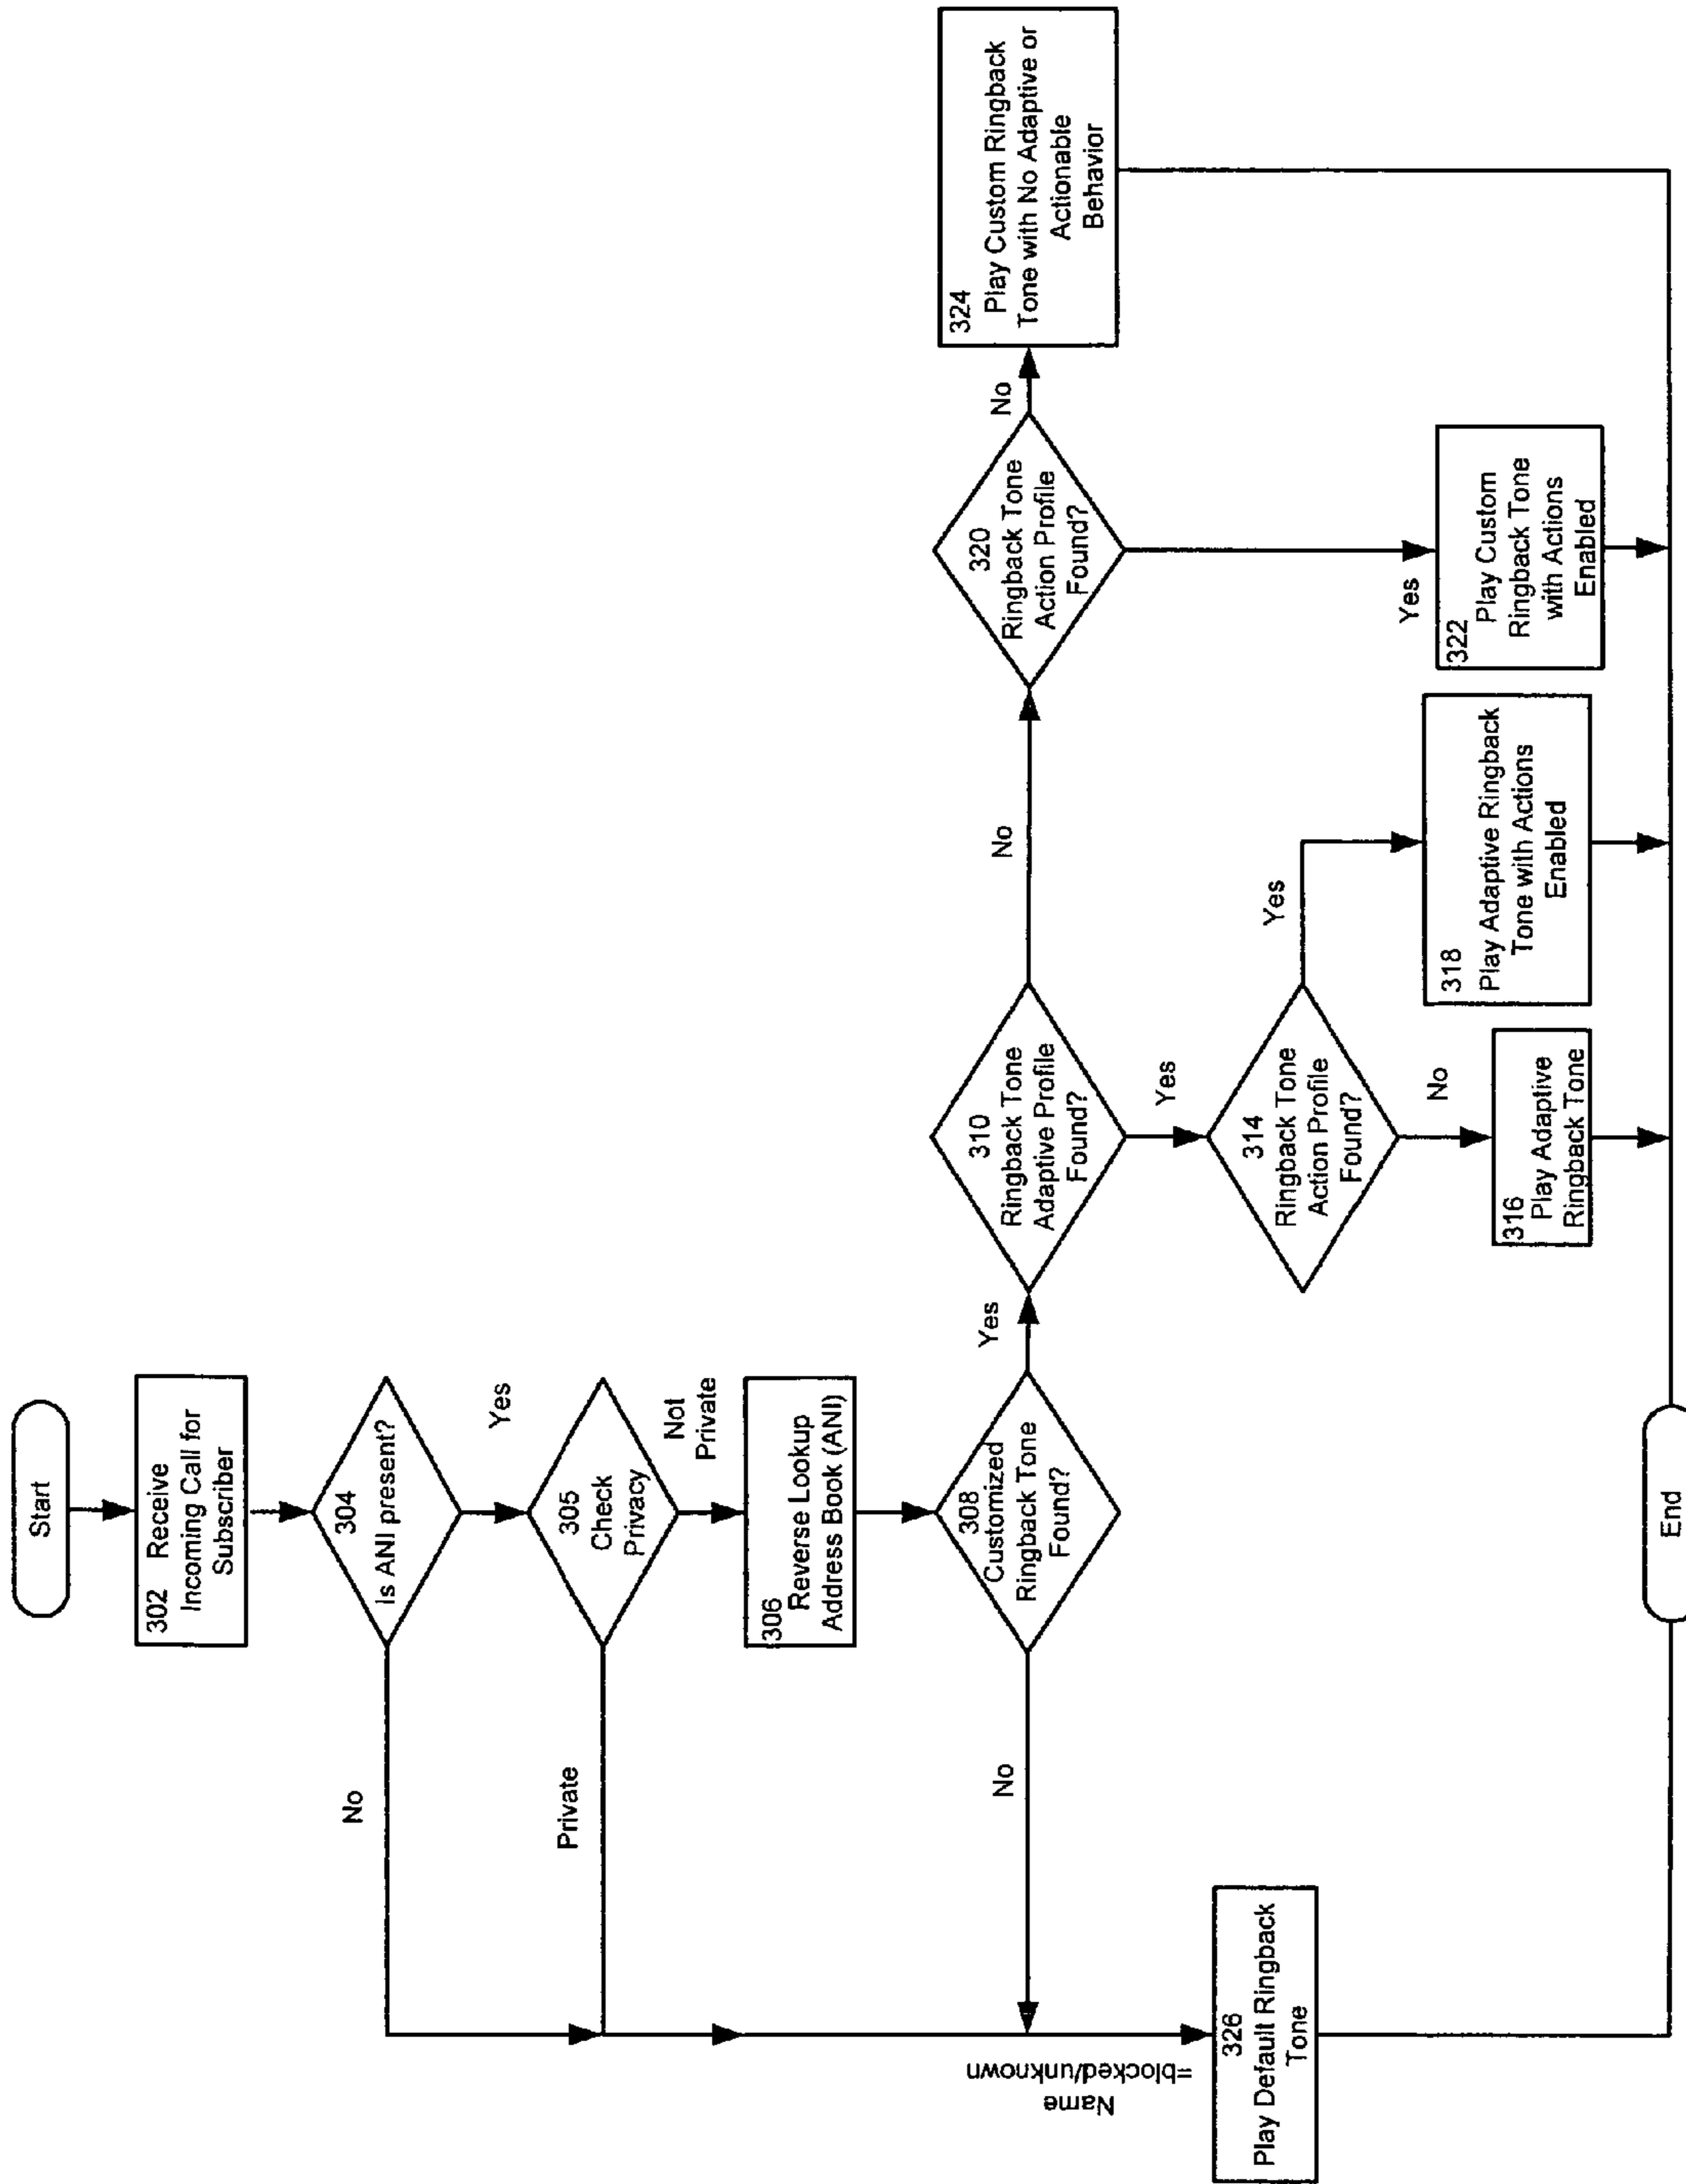 Start
302 Receive
Incoming Call for
Subscriber
304
Is ANI present?
No
Yes
305
Check
Privacy
Private
Not
Private
306
Reverse Lookup
Address Book (ANI)
308
Customized
Ringback Tone
Found?
No
Yes
310
Ringback Tone
Adaptive Profile
Found?
No
Yes
320
Ringback Tone
Action Profile
Found?
No
Yes
324
Play Custom Ringback
Tone with No Adaptive or
Actionable
Behavior
314
Ringback Tone
Action Profile
Found?
Yes
No
Name
=blocked/unknown
326
Play Default Ringback
Tone
316
Play Adaptive
Ringback Tone
318
Play Adaptive Ringback
Tone with Actions
Enabled
322
Play Custom
Ringback Tone
with Actions
Enabled
End